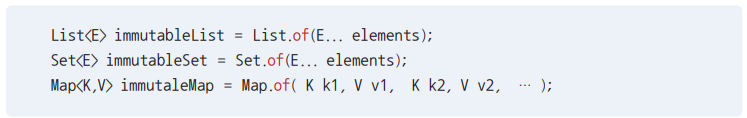 List<E> immutableList = List.of(E... elements);
Set<E> immutableSet = Set.of(E... elements);
Map<K,V> immutaleMap = Map.of( K k1, V v1,  K k2, V v2,  … );